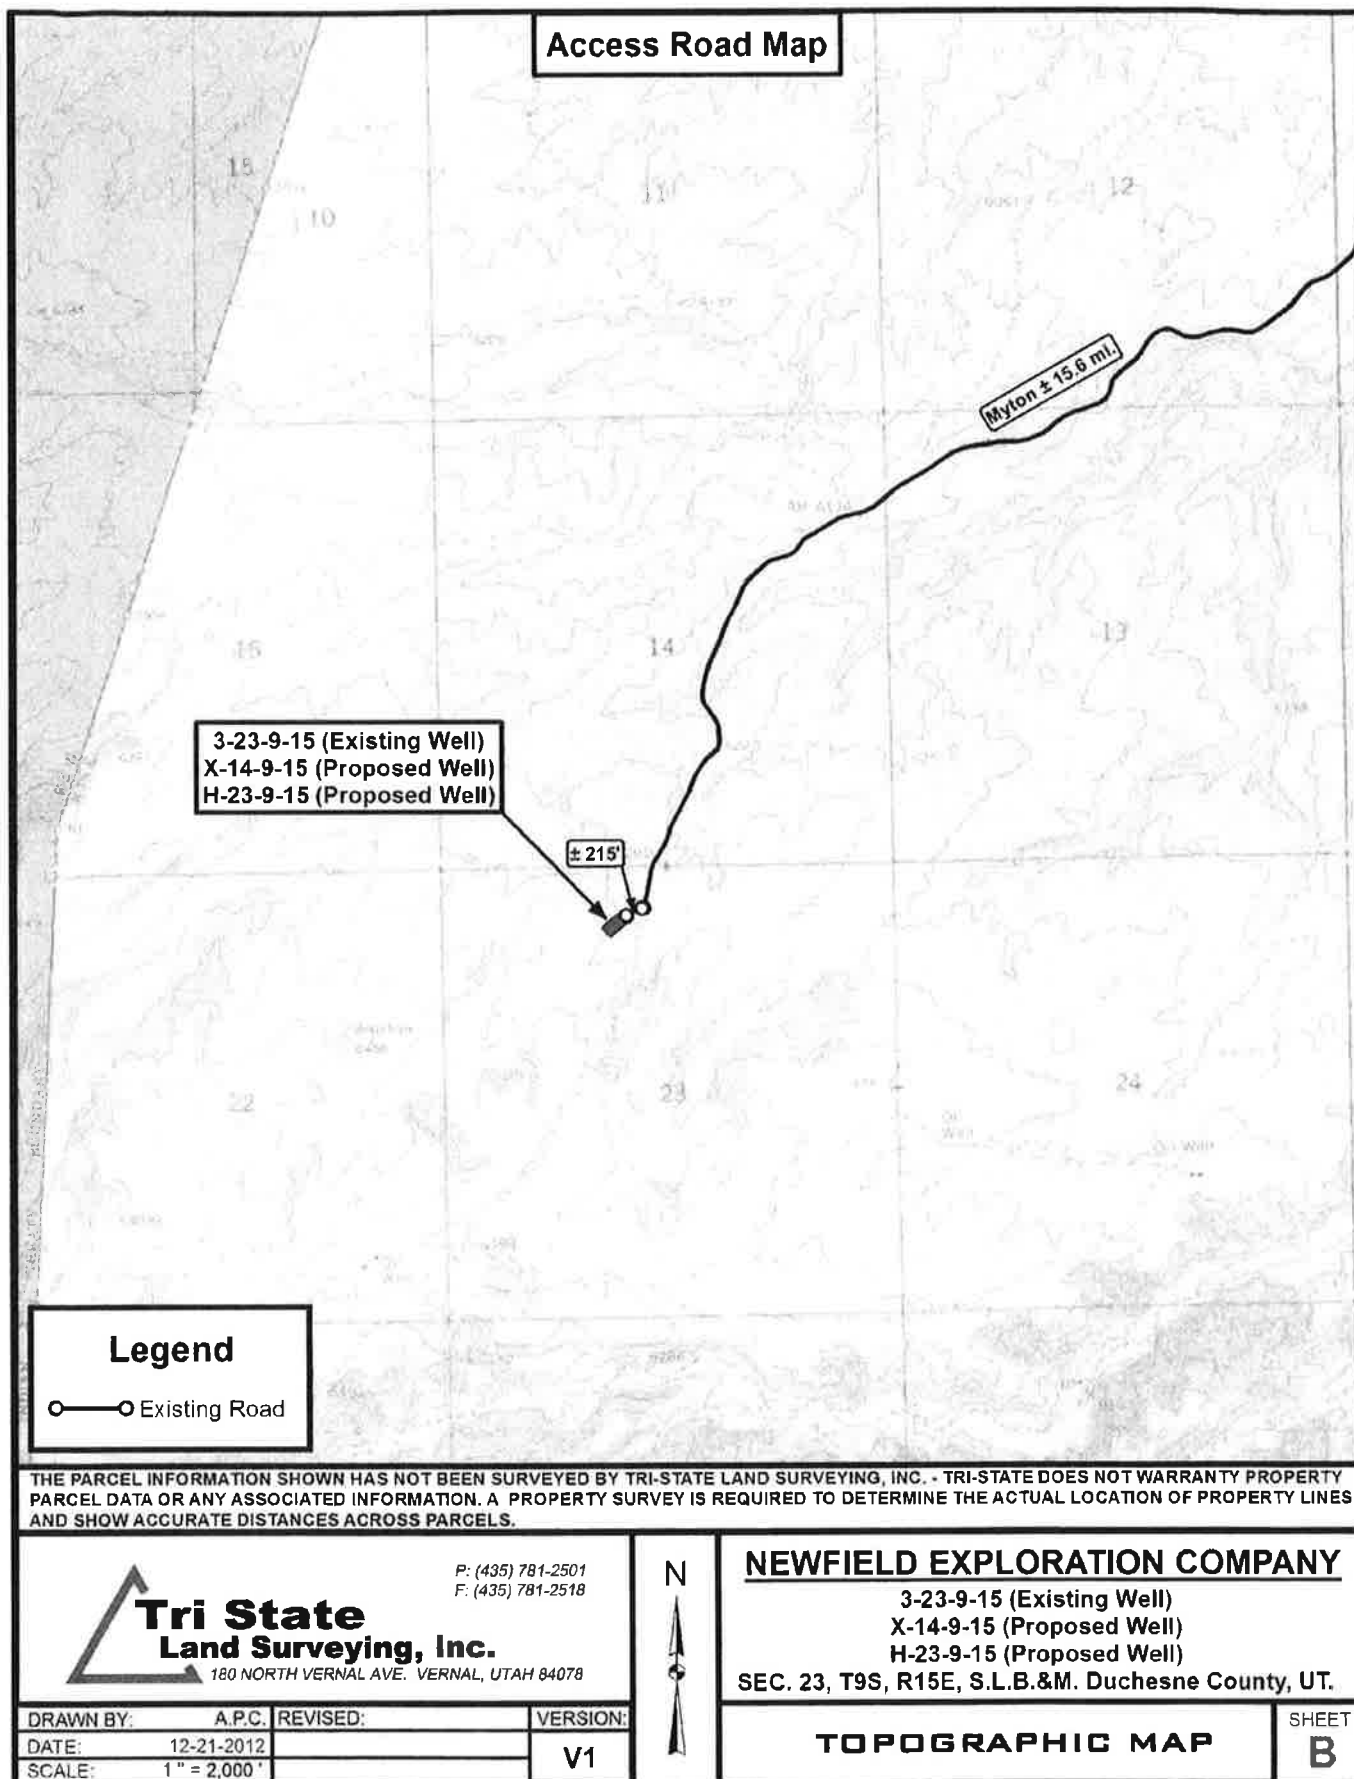 Access Road Map
15
10
11
12
Myton ± 15.6 mi.
16
14
13
3-23-9-15 (Existing Well)
X-14-9-15 (Proposed Well)
H-23-9-15 (Proposed Well)
± 215'
22
23
24
Oil
Well
Oil Well
Legend
Existing Road
THE PARCEL INFORMATION SHOWN HAS NOT BEEN SURVEYED BY TRI-STATE LAND SURVEYING, INC. - TRI-STATE DOES NOT WARRANTY PROPERTY
PARCEL DATA OR ANY ASSOCIATED INFORMATION. A PROPERTY SURVEY IS REQUIRED TO DETERMINE THE ACTUAL LOCATION OF PROPERTY LINES
AND SHOW ACCURATE DISTANCES ACROSS PARCELS.
P: (435) 781-2501
F: (435) 781-2518
Tri State
Land Surveying, Inc.
180 NORTH VERNAL AVE. VERNAL, UTAH 84078
N
NEWFIELD EXPLORATION COMPANY
3-23-9-15 (Existing Well)
X-14-9-15 (Proposed Well)
H-23-9-15 (Proposed Well)
SEC. 23, T9S, R15E, S.L.B.&M. Duchesne County, UT.
DRAWN BY: A.P.C. REVISED: VERSION:
DATE: 12-21-2012
V1
SCALE: 1 " = 2,000 '
TOPOGRAPHIC MAP
SHEET
B